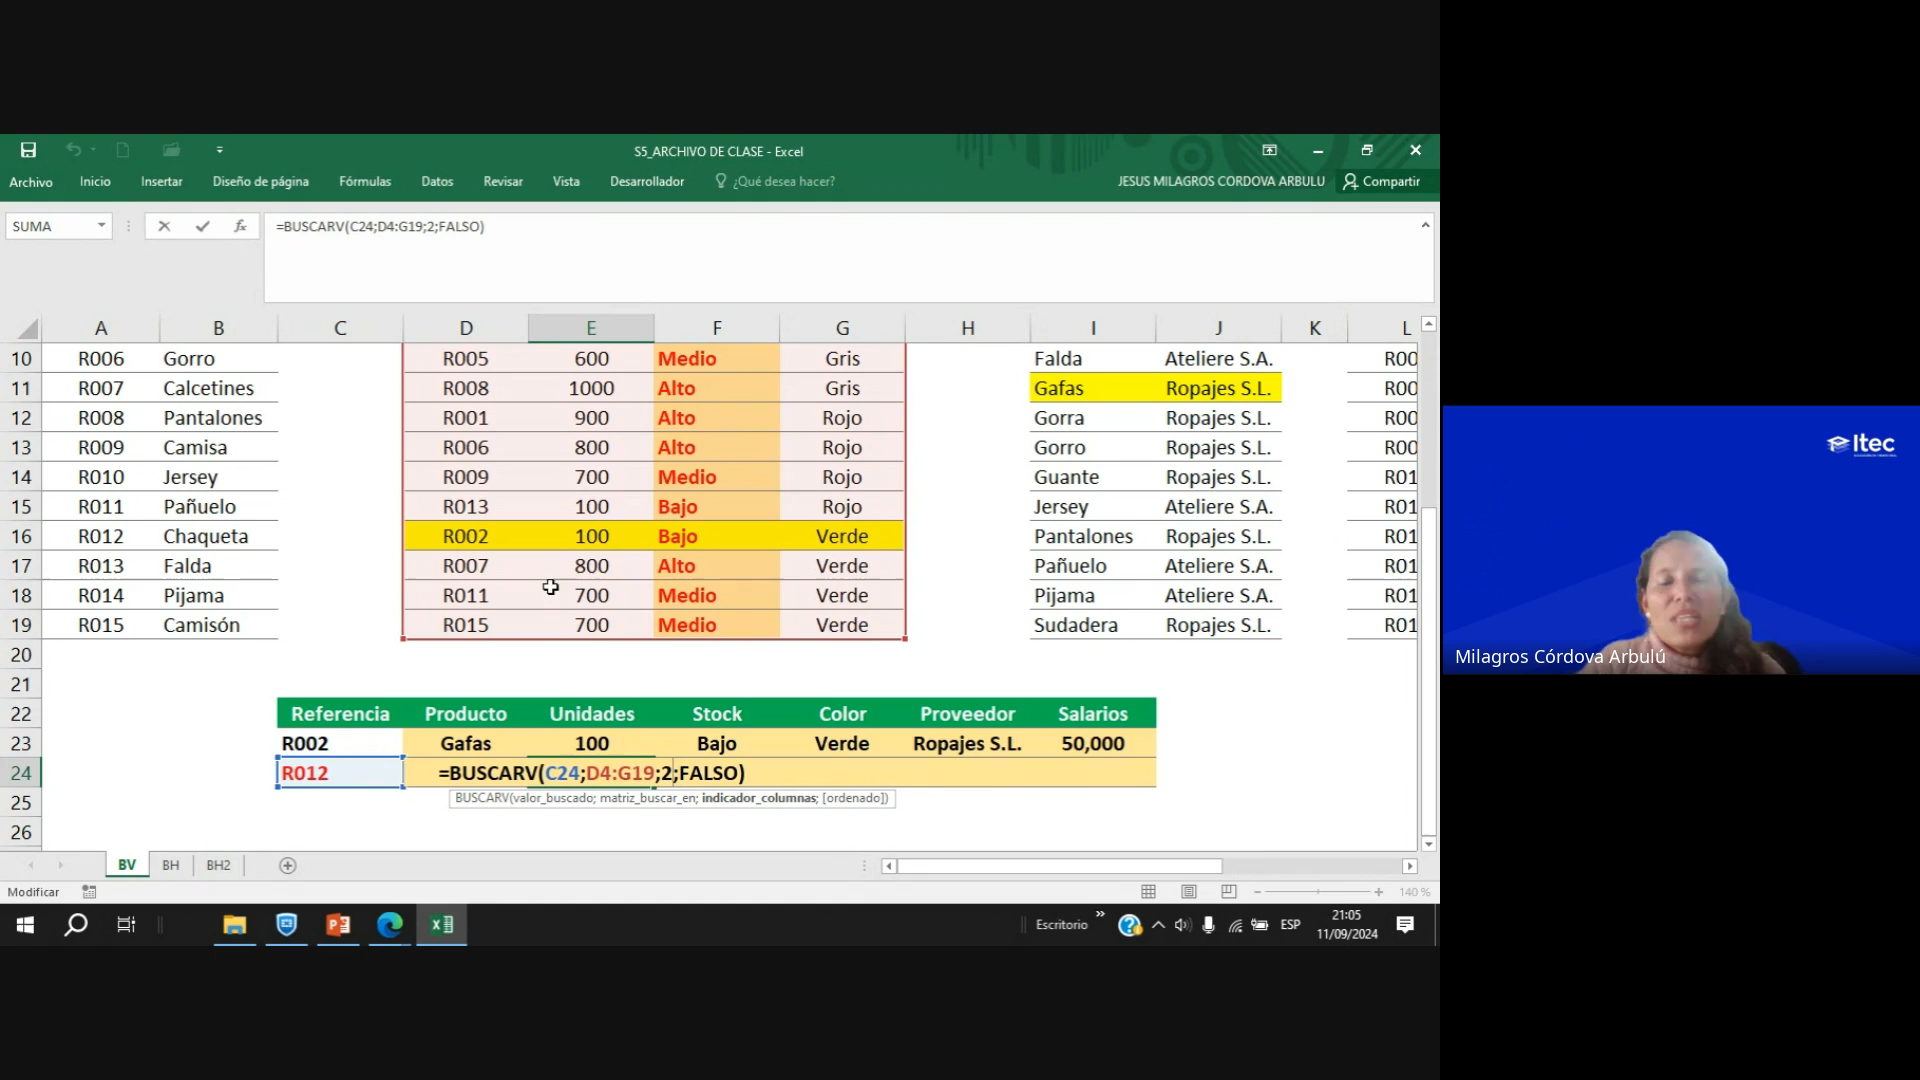 S5_ARCHIVO DE CLASE - Excel
Archivo Inicio Insertar Diseño de página Fórmulas Datos Revisar Vista Desarrollador ¿Qué desea hacer? JESUS MILAGROS CORDOVA ARBULU Compartir
SUMA fx =BUSCARV(C24;D4:G19;2;FALSO)
A B C D E F G H I J K L
10 R006 Gorro R005 600 Medio Gris Falda Ateliere S.A. R00
11 R007 Calcetines R008 1000 Alto Gris Gafas Ropajes S.L. R00
12 R008 Pantalones R001 900 Alto Rojo Gorra Ropajes S.L. R00
13 R009 Camisa R006 800 Alto Rojo Gorro Ropajes S.L. R00
14 R010 Jersey R009 700 Medio Rojo Guante Ropajes S.L. R01
15 R011 Pañuelo R013 100 Bajo Rojo Jersey Ateliere S.A. R01
16 R012 Chaqueta R002 100 Bajo Verde Pantalones Ropajes S.L. R01
17 R013 Falda R007 800 Alto Verde Pañuelo Ateliere S.A. R01
18 R014 Pijama R011 700 Medio Verde Pijama Ateliere S.A. R01
19 R015 Camisón R015 700 Medio Verde Sudadera Ropajes S.L. R01
20
21
22 Referencia Producto Unidades Stock Color Proveedor Salarios
23 R002 Gafas 100 Bajo Verde Ropajes S.L. 50,000
24 R012 =BUSCARV(C24;D4:G19;2;FALSO)
25 BUSCARV(valor_buscado; matriz_buscar_en; indicador_columnas; [ordenado])
26
BV BH BH2
Modificar 140 %
Escritorio ESP 21:05
11/09/2024
Itec
Milagros Córdova Arbulú